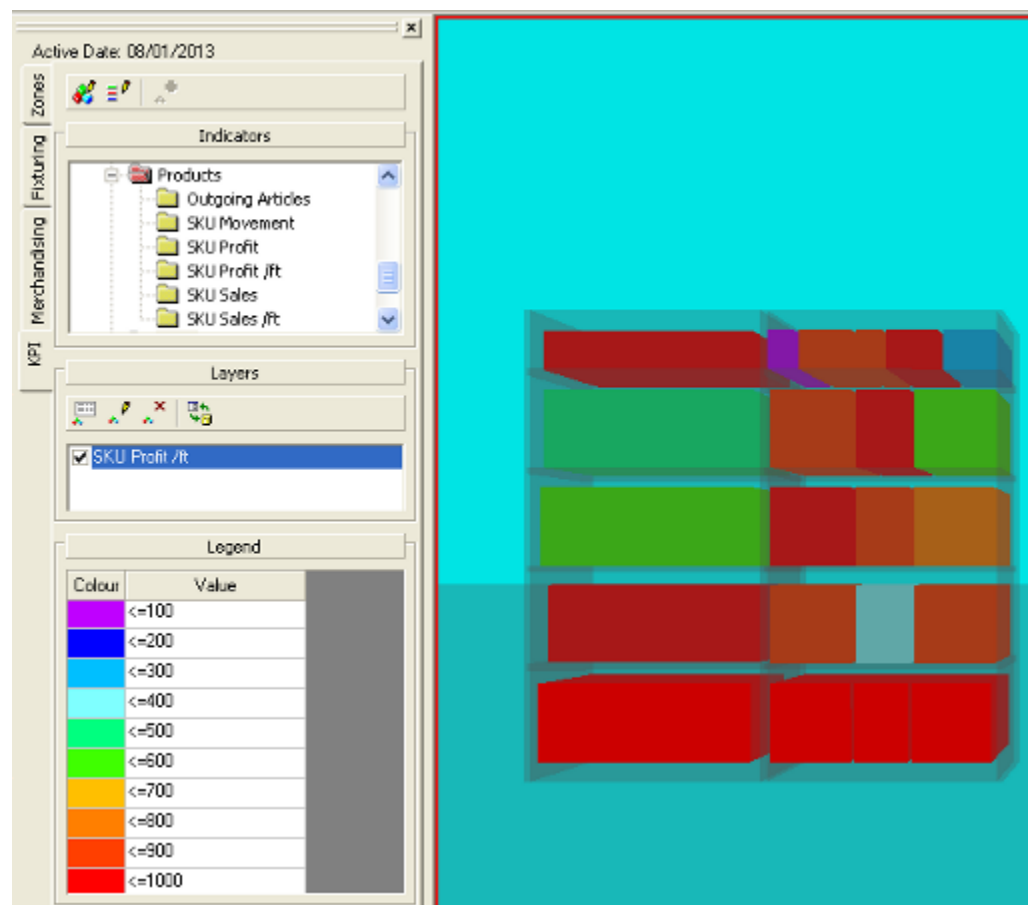 Active Date: 08/01/2013
Zones
Fixturing
Merchandising
KPI
Indicators
Products
Outgoing Articles
SKU Movement
SKU Profit
SKU Profit /ft
SKU Sales
SKU Sales /ft
Layers
SKU Profit /ft
Legend
Colour Value
<=100
<=200
<=300
<=400
<=500
<=600
<=700
<=800
<=900
<=1000